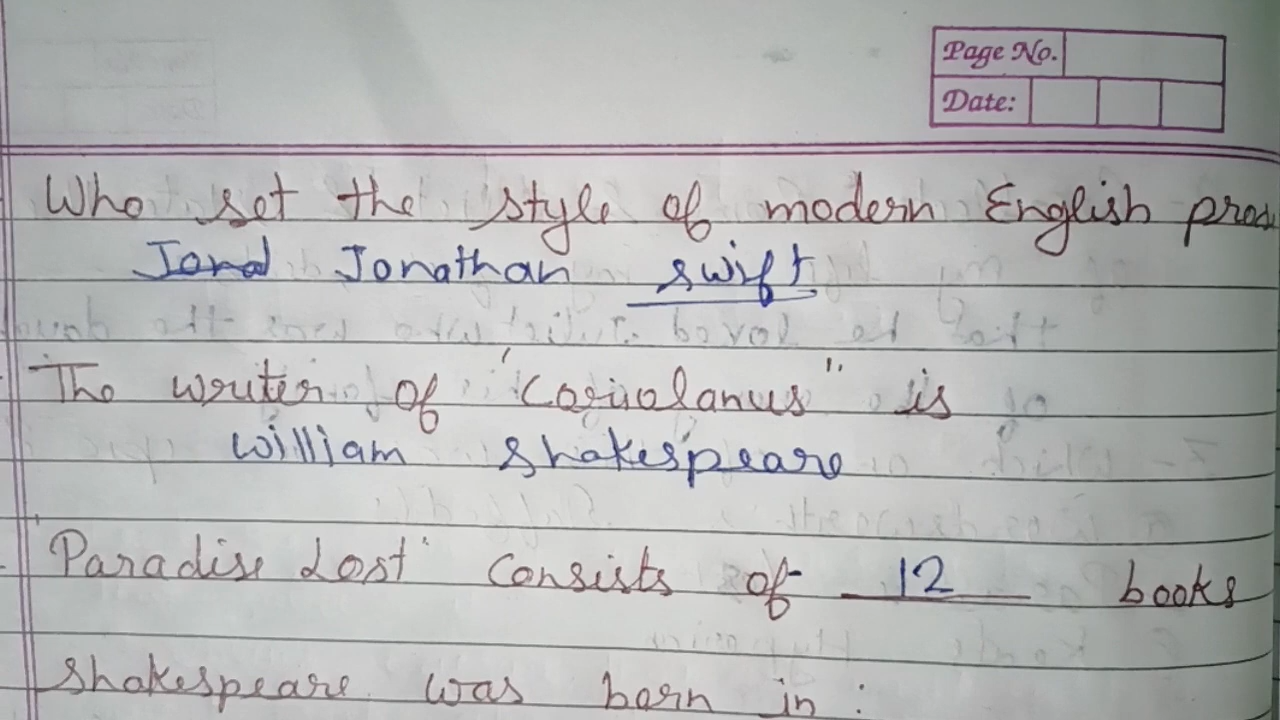 Page No.
Date:
Who set the style of modern English
Jonathan swift
The writer of "Coriolanus" is
William Shakespeare
Paradise Lost' Consists of 12 books
Shakespeare was born in :